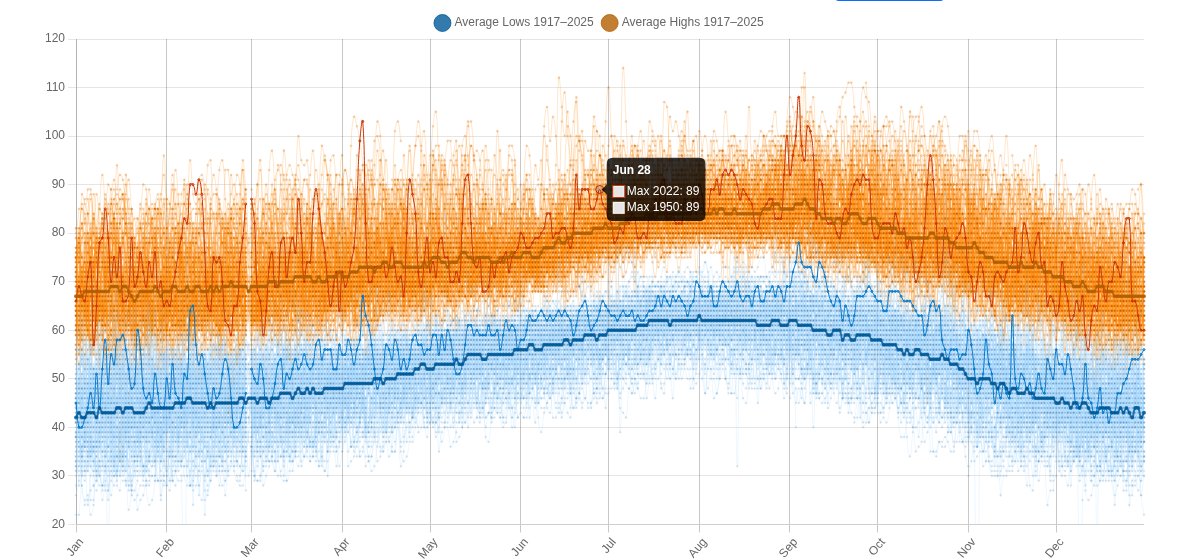 Average Lows 1917–2025 Average Highs 1917–2025
120
110
100
90
80
70
60
50
40
30
20
Jun 28
Max 2022: 89
Max 1950: 89
Jan Feb Mar Apr May Jun Jul Aug Sep Oct Nov Dec